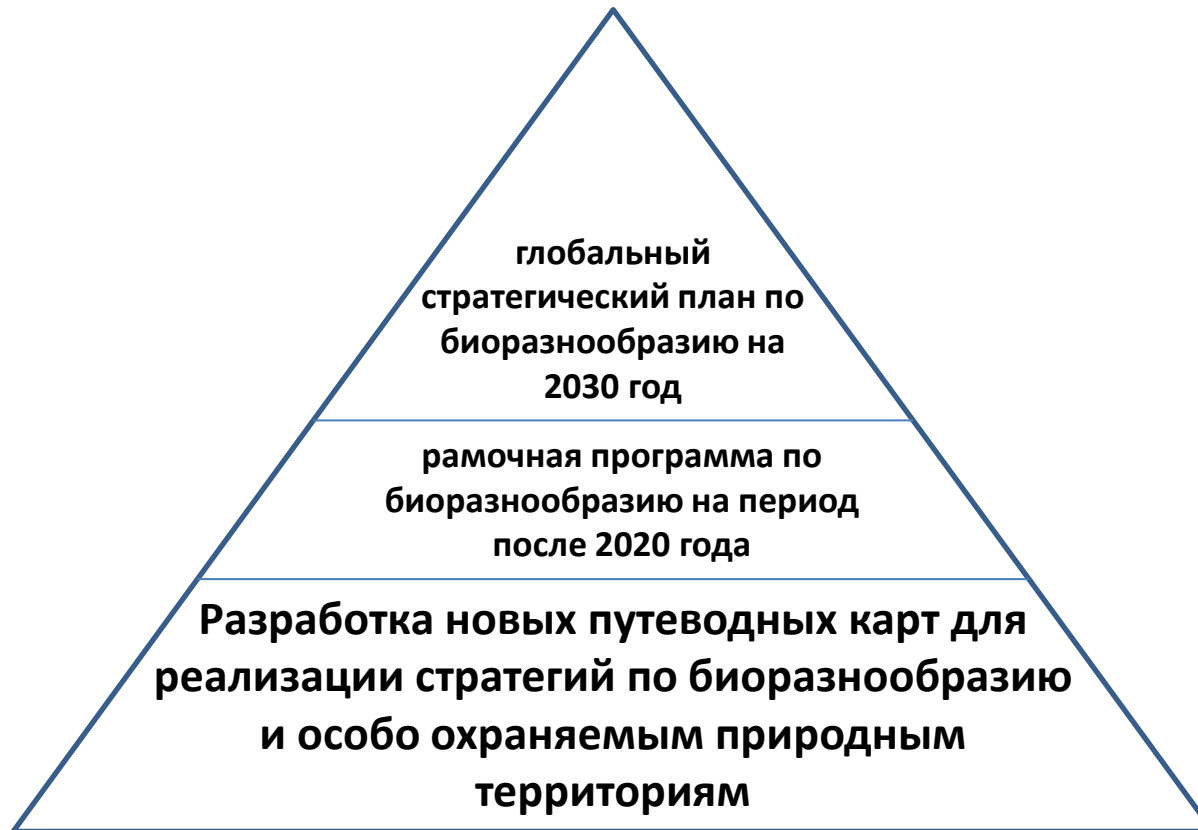 глобальный
стратегический план по
биоразнообразию на
2030 год
рамочная программа по
биоразнообразию на период
после 2020 года
Разработка новых путеводных карт для
реализации стратегий по биоразнообразию
и особо охраняемым природным
территориям